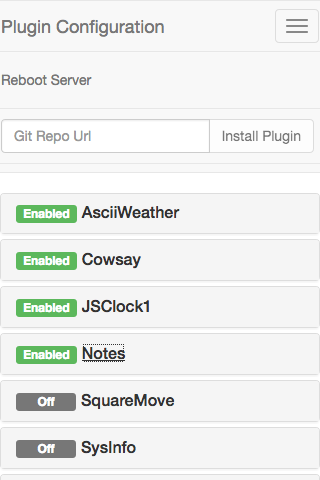 Plugin Configuration
Reboot Server
Git Repo Url Install Plugin
Enabled AsciiWeather
Enabled Cowsay
Enabled JSClock1
Enabled Notes
Off SquareMove
Off SysInfo